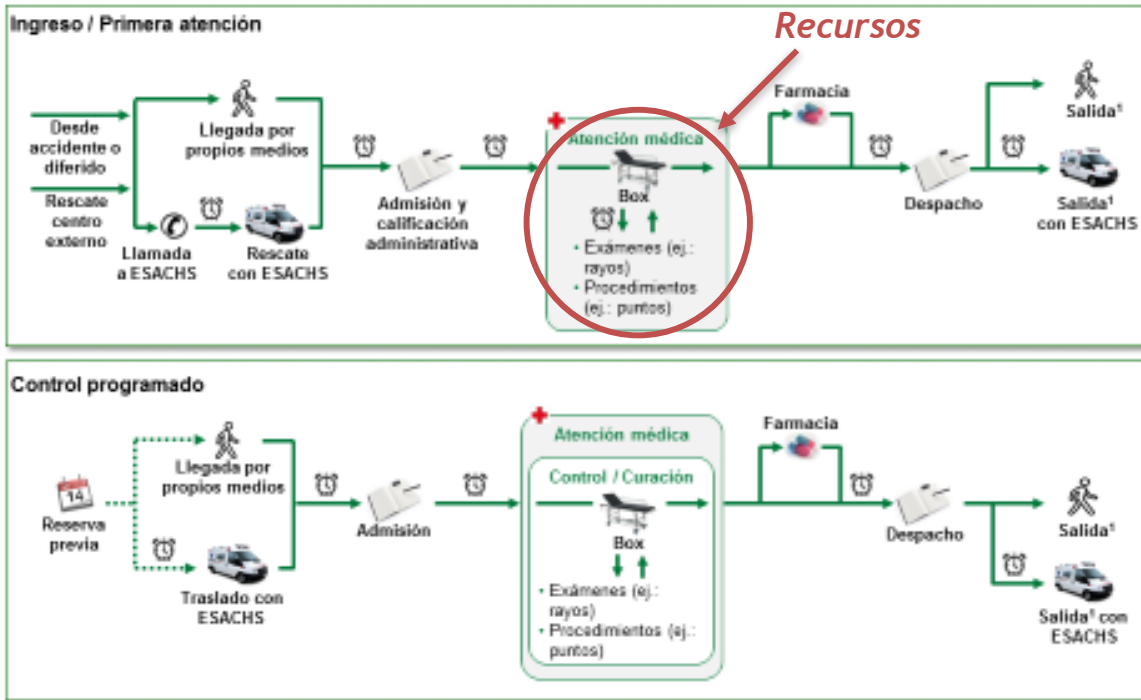 Ingreso / Primera atención
Recursos
Desde
accidente o
diferido
Rescate
centro
externo
Llegada por
propios medios
Llamada
a ESACHS
Rescate
con ESACHS
Admisión y
calificación
administrativa
Atención médica
Box
• Exámenes (ej.:
rayos)
• Procedimientos
(ej.: puntos)
Farmacia
Despacho
Salida¹
Salida¹
con ESACHS
Control programado
14
Reserva
previa
Llegada por
propios medios
Traslado con
ESACHS
Admisión
Atención médica
Control / Curación
Box
• Exámenes (ej.:
rayos)
• Procedimientos (ej.:
puntos)
Farmacia
Despacho
Salida¹
Salida¹ con
ESACHS